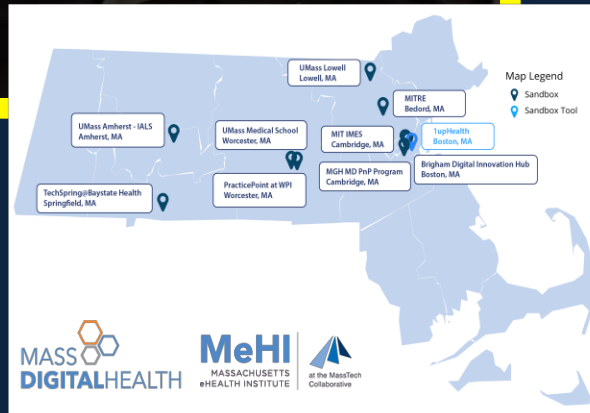 UMass Lowell
Lowell, MA
Map Legend
Sandbox
Sandbox Tool
MITRE
Bedord, MA
UMass Amherst - IALS
Amherst, MA
UMass Medical School
Worcester, MA
MIT IMES
Cambridge, MA
1upHealth
Boston, MA
MGH MD PnP Program
Cambridge, MA
Brigham Digital Innovation Hub
Boston, MA
TechSpring@Baystate Health
Springfield, MA
PracticePoint at WPI
Worcester, MA
MASS
DIGITALHEALTH
MeHI
MASSACHUSETTS
eHEALTH INSTITUTE
at the MassTech
Collaborative